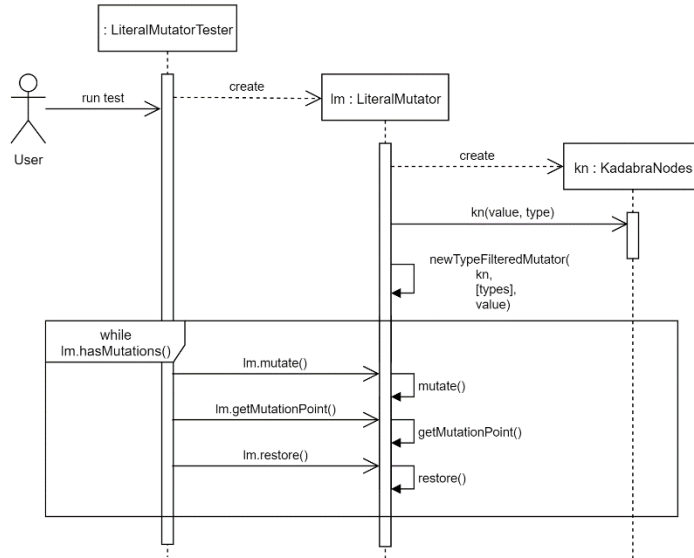 : LiteralMutatorTester
run test
User
create
lm : LiteralMutator
create
kn : KadabraNodes
kn(value, type)
newTypeFilteredMutator(
kn,
[types],
value)
while
lm.hasMutations()
lm.mutate()
mutate()
lm.getMutationPoint()
getMutationPoint()
lm.restore()
restore()